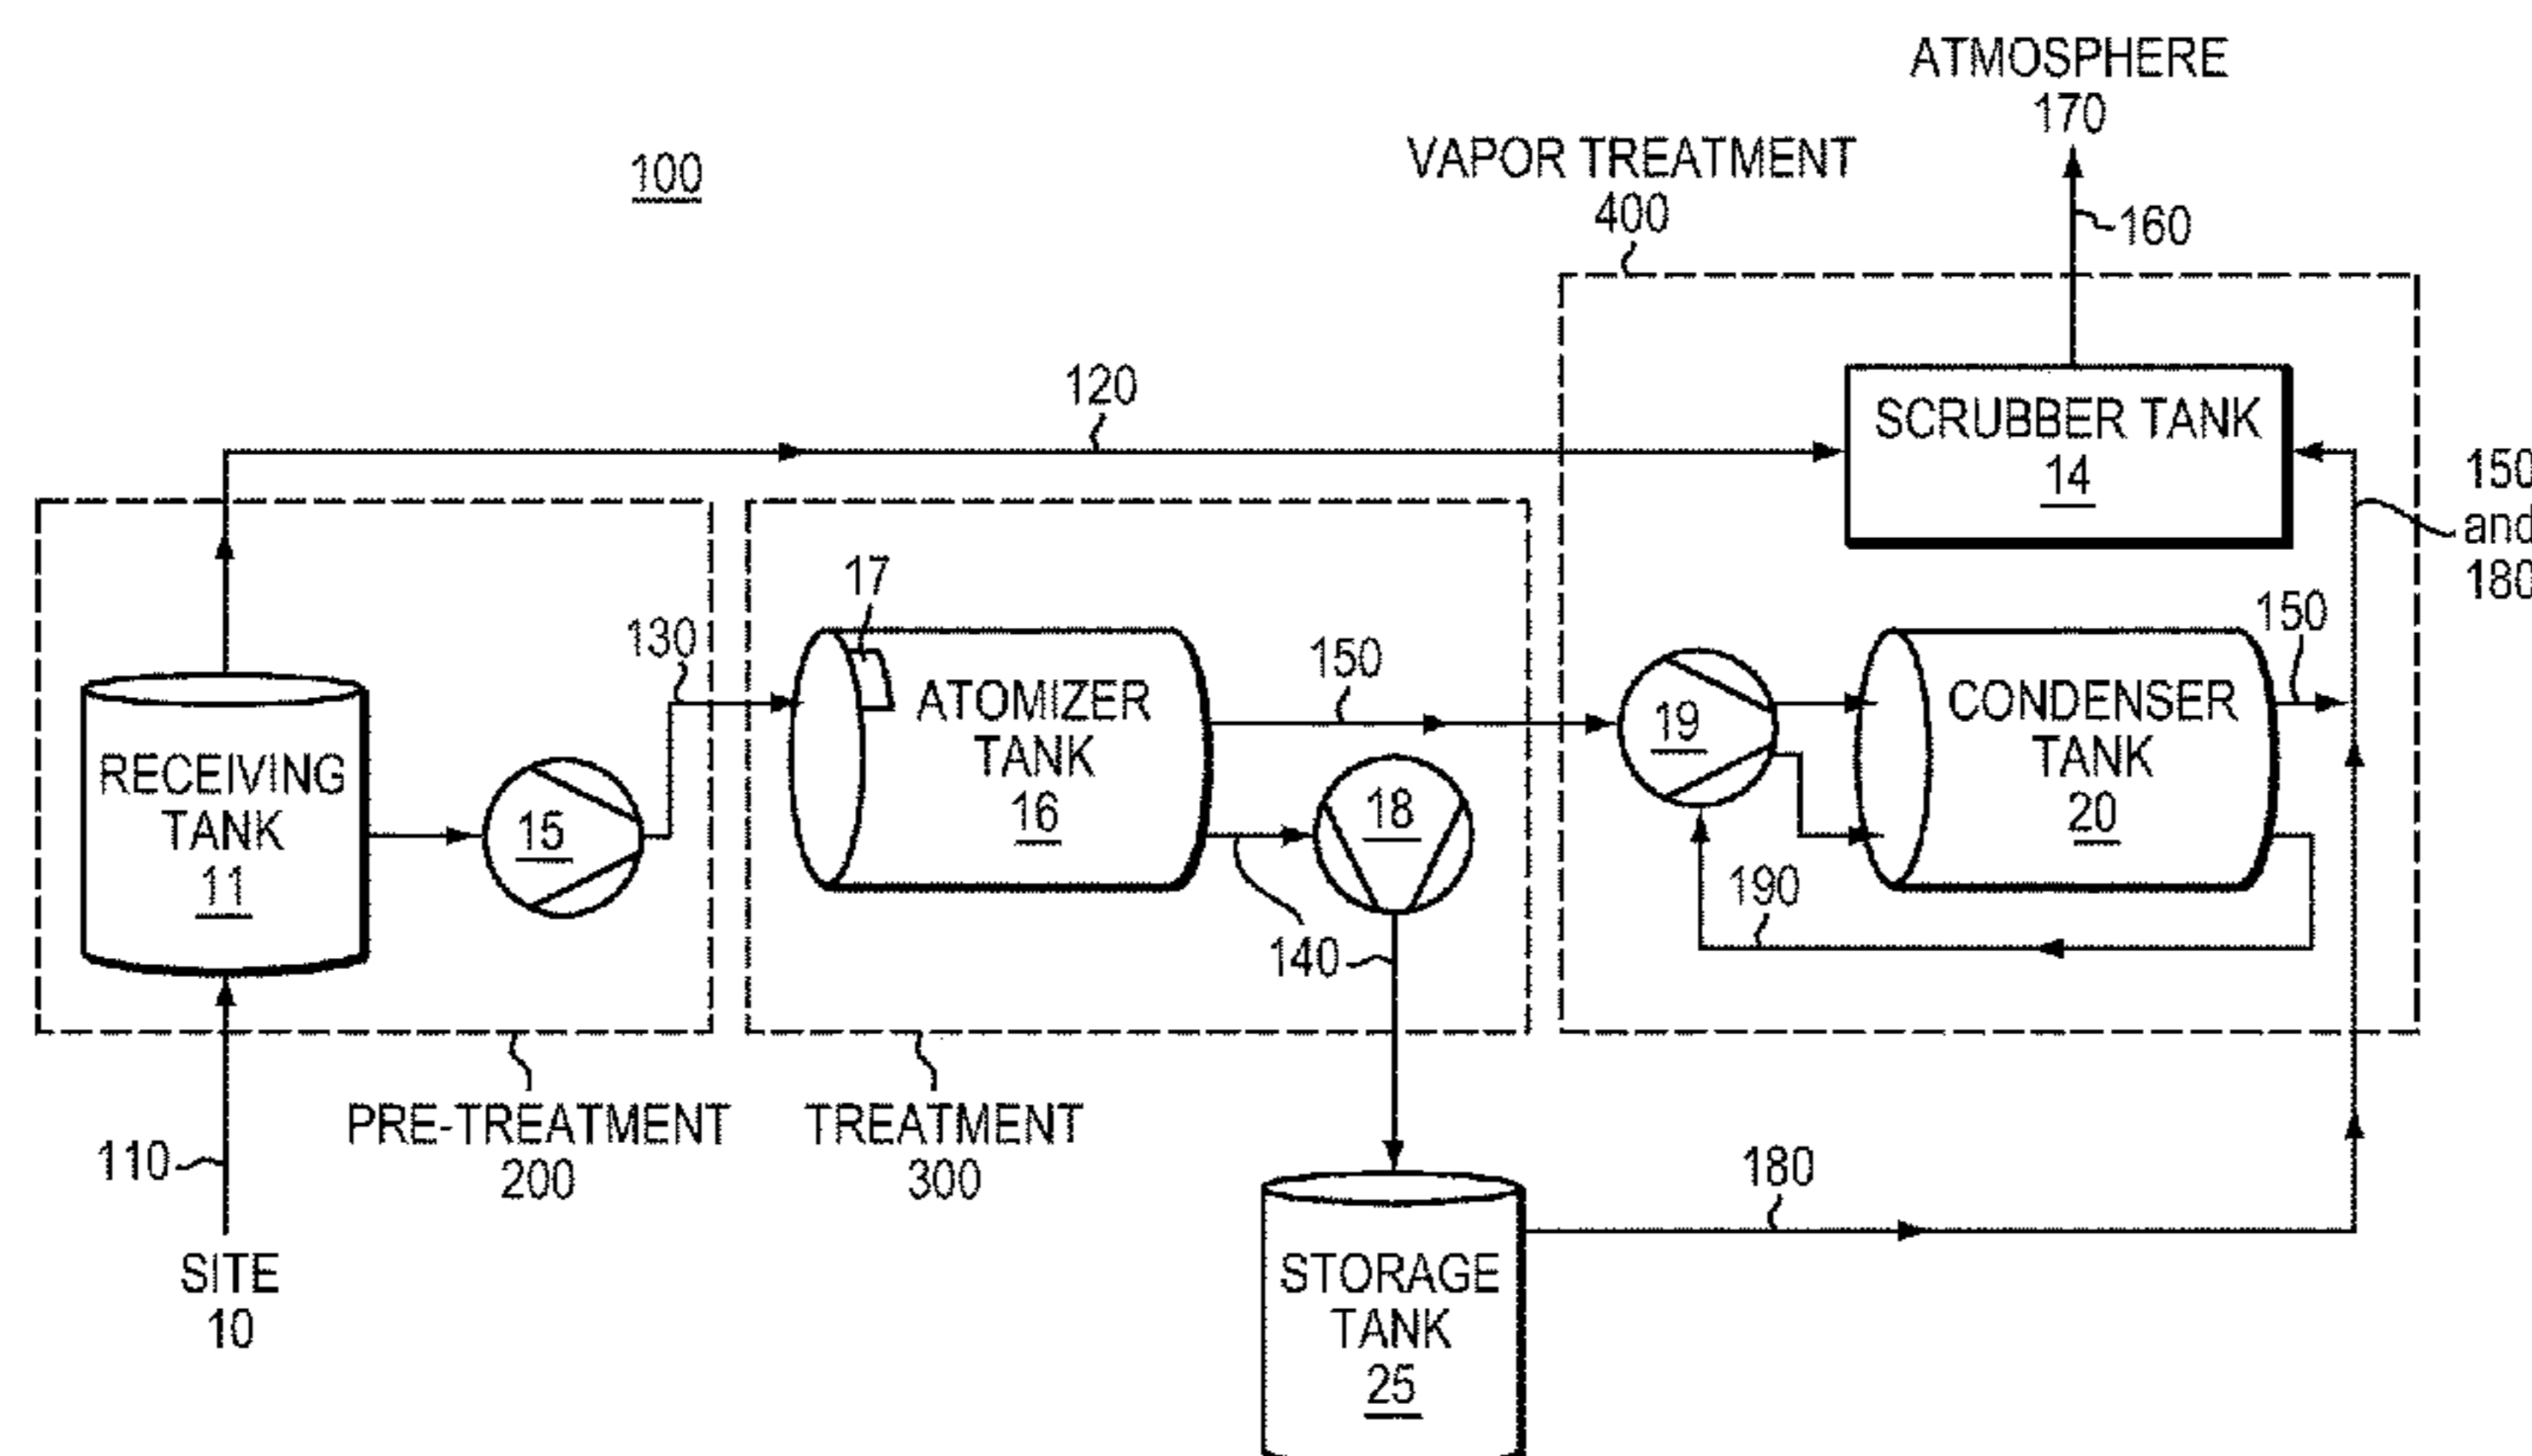 ATMOSPHERE
170
VAPOR TREATMENT
400
100
160
120
SCRUBBER TANK
14
150
and
180
17
130
150
150
RECEIVING
TANK
11
15
ATOMIZER
TANK
16
18
19
CONDENSER
TANK
20
190
140
110
PRE-TREATMENT
200
TREATMENT
300
180
SITE
10
STORAGE
TANK
25